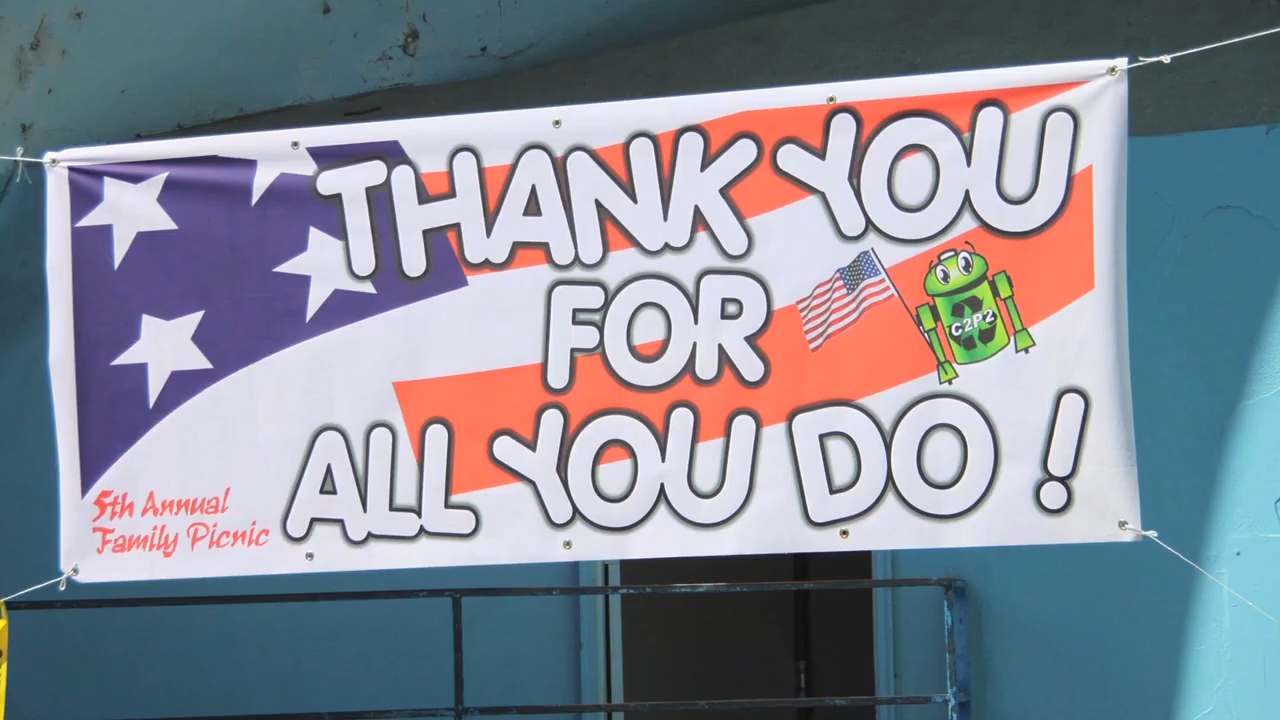 THANK YOU
FOR
C2P2
ALL YOU DO !
5th Annual
Family Picnic